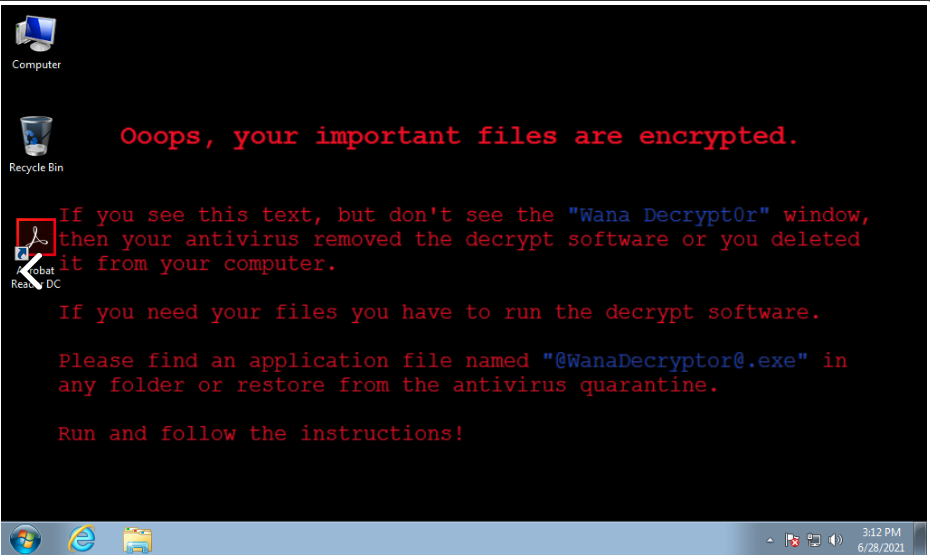 Computer
Recycle Bin
Ooops, your important files are encrypted.
If you see this text, but don't see the "Wana Decrypt0r" window,
then your antivirus removed the decrypt software or you deleted
it from your computer.
Acrobat
Reader DC
If you need your files you have to run the decrypt software.
Please find an application file named "@WanaDecryptor@.exe" in
any folder or restore from the antivirus quarantine.
Run and follow the instructions!
3:12 PM
6/28/2021